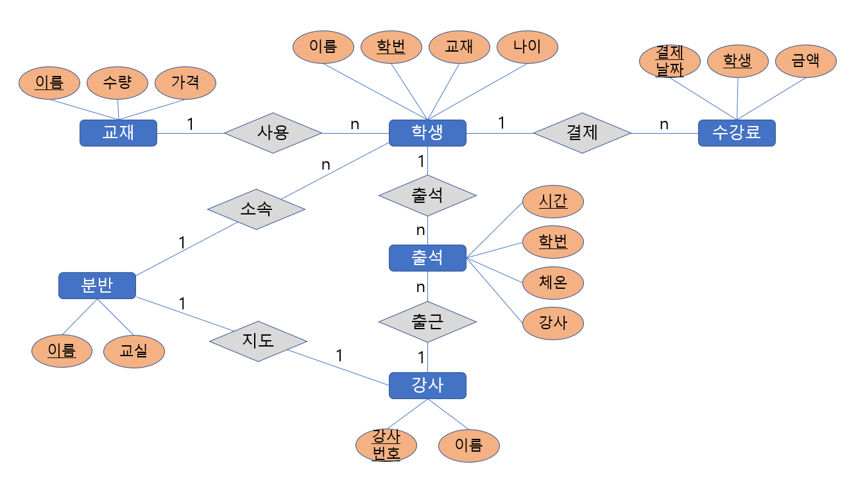 이름
학번
교재
나이
이름
수량
가격
결제
날짜
학생
금액
교재
1
사용
n
학생
1
결제
n
수강료
n
1
소속
출석
시간
1
n
학번
출석
분반
n
체온
1
출근
강사
이름
교실
지도
1
1
강사
강사
번호
이름